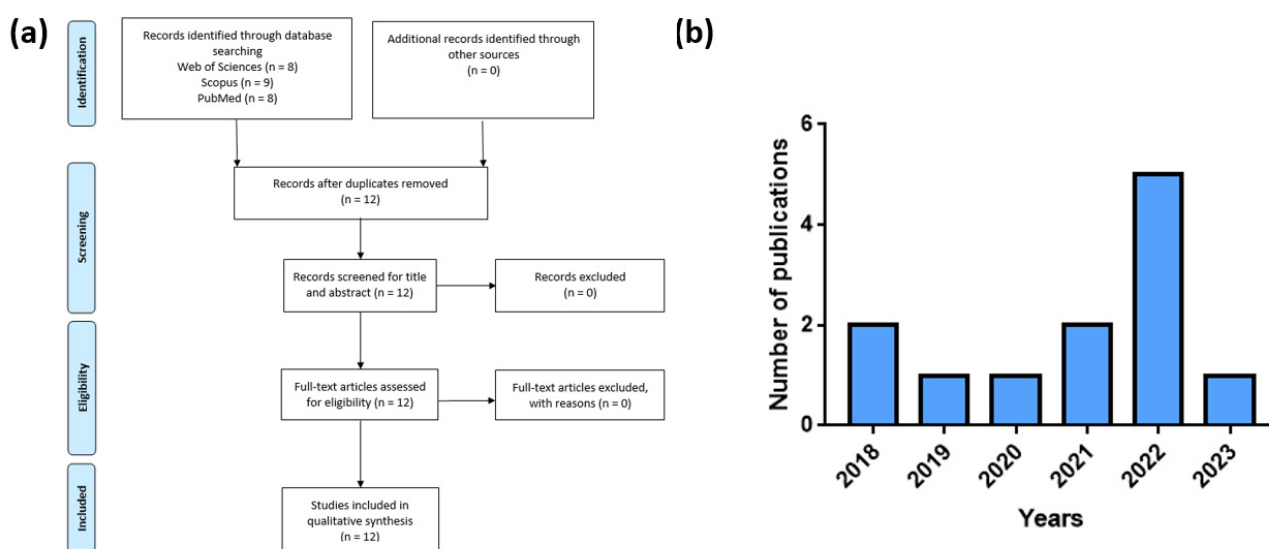 (a)
Identification
Records identified through database
searching
Web of Sciences (n = 8)
Scopus (n = 9)
PubMed (n = 8)
Additional records identified through
other sources
(n = 0)
Screening
Records after duplicates removed
(n = 12)
Records screened for title
and abstract (n = 12)
Records excluded
(n = 0)
Eligibility
Full-text articles assessed
for eligibility (n = 12)
Full-text articles excluded,
with reasons (n = 0)
Included
Studies included in
qualitative synthesis
(n = 12)
(b)
Number of publications
6
4
2
0
2018
2019
2020
2021
2022
2023
Years